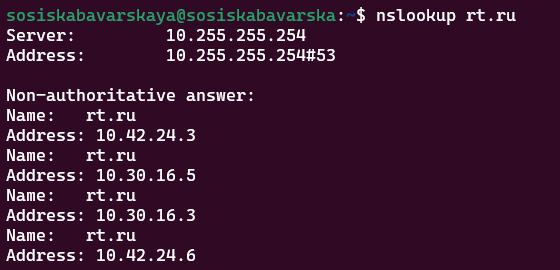 sosiskabavarskaya@sosiskabavarska:~$ nslookup rt.ru
Server:         10.255.255.254
Address:        10.255.255.254#53

Non-authoritative answer:
Name:   rt.ru
Address: 10.42.24.3
Name:   rt.ru
Address: 10.30.16.5
Name:   rt.ru
Address: 10.30.16.3
Name:   rt.ru
Address: 10.42.24.6